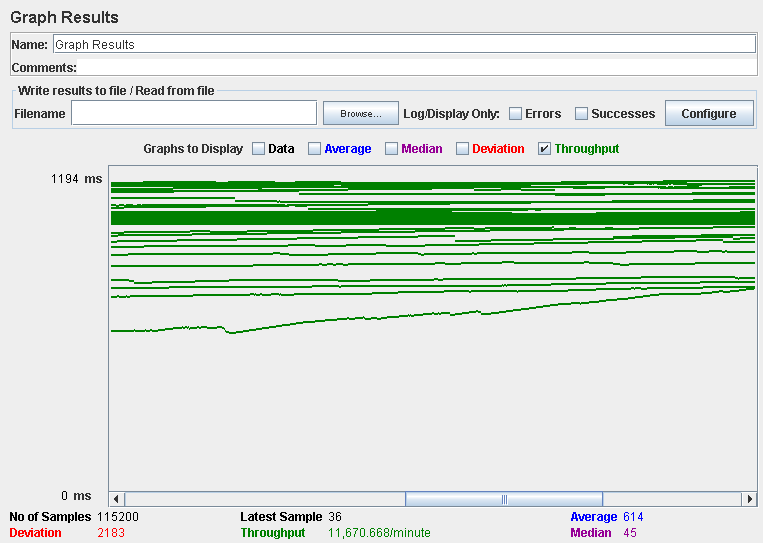 Graph Results
Name: Graph Results
Comments:
Write results to file / Read from file
Filename Browse... Log/Display Only: Errors Successes Configure
Graphs to Display Data Average Median Deviation Throughput
1194 ms
0 ms
No of Samples 115200 Latest Sample 36 Average 614
Deviation 2183 Throughput 11,670.668/minute Median 45